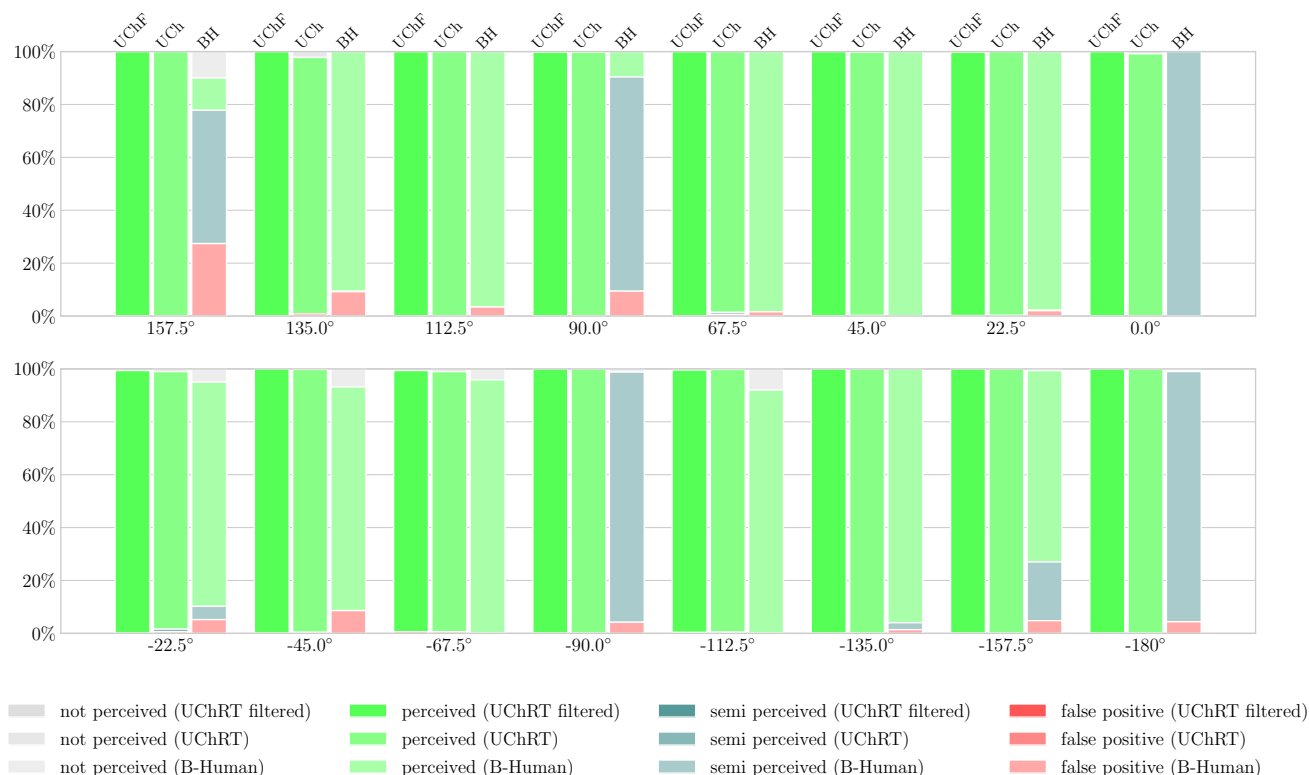 UChF UCh BH UChF UCh BH UChF UCh BH UChF UCh BH UChF UCh BH UChF UCh BH UChF UCh BH UChF UCh BH
100%
80%
60%
40%
20%
0%
157.5° 135.0° 112.5° 90.0° 67.5° 45.0° 22.5° 0.0°
100%
80%
60%
40%
20%
0%
-22.5° -45.0° -67.5° -90.0° -112.5° -135.0° -157.5° -180°
not perceived (UChRT filtered) perceived (UChRT filtered) semi perceived (UChRT filtered) false positive (UChRT filtered)
not perceived (UChRT) perceived (UChRT) semi perceived (UChRT) false positive (UChRT)
not perceived (B-Human) perceived (B-Human) semi perceived (B-Human) false positive (B-Human)